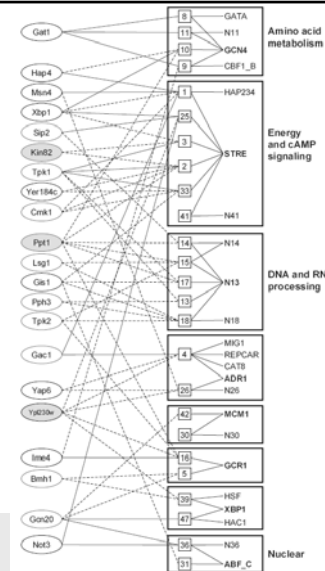 Gat1
Hap4
Msn4
Xbp1
Sip2
Kin82
Tpk1
Yer184c
Cmk1
Ppt1
Lsg1
Gis1
Pph3
Tpk2
Gac1
Yap6
Ypl230w
Ime4
Bmh1
Gcn20
Not3
8
11
10
9
1
25
3
2
33
41
14
15
17
13
18
4
26
42
30
16
5
39
47
36
31
GATA
N11
GCN4
CBF1_B
HAP234
STRE
N41
N14
N13
N18
MIG1
REPCAR
CAT8
ADR1
N26
MCM1
N30
GCR1
HSF
XBP1
HAC1
N36
ABF_C
Amino acid
metabolism
Energy
and cAMP
signaling
DNA and RN
processing
Nuclear